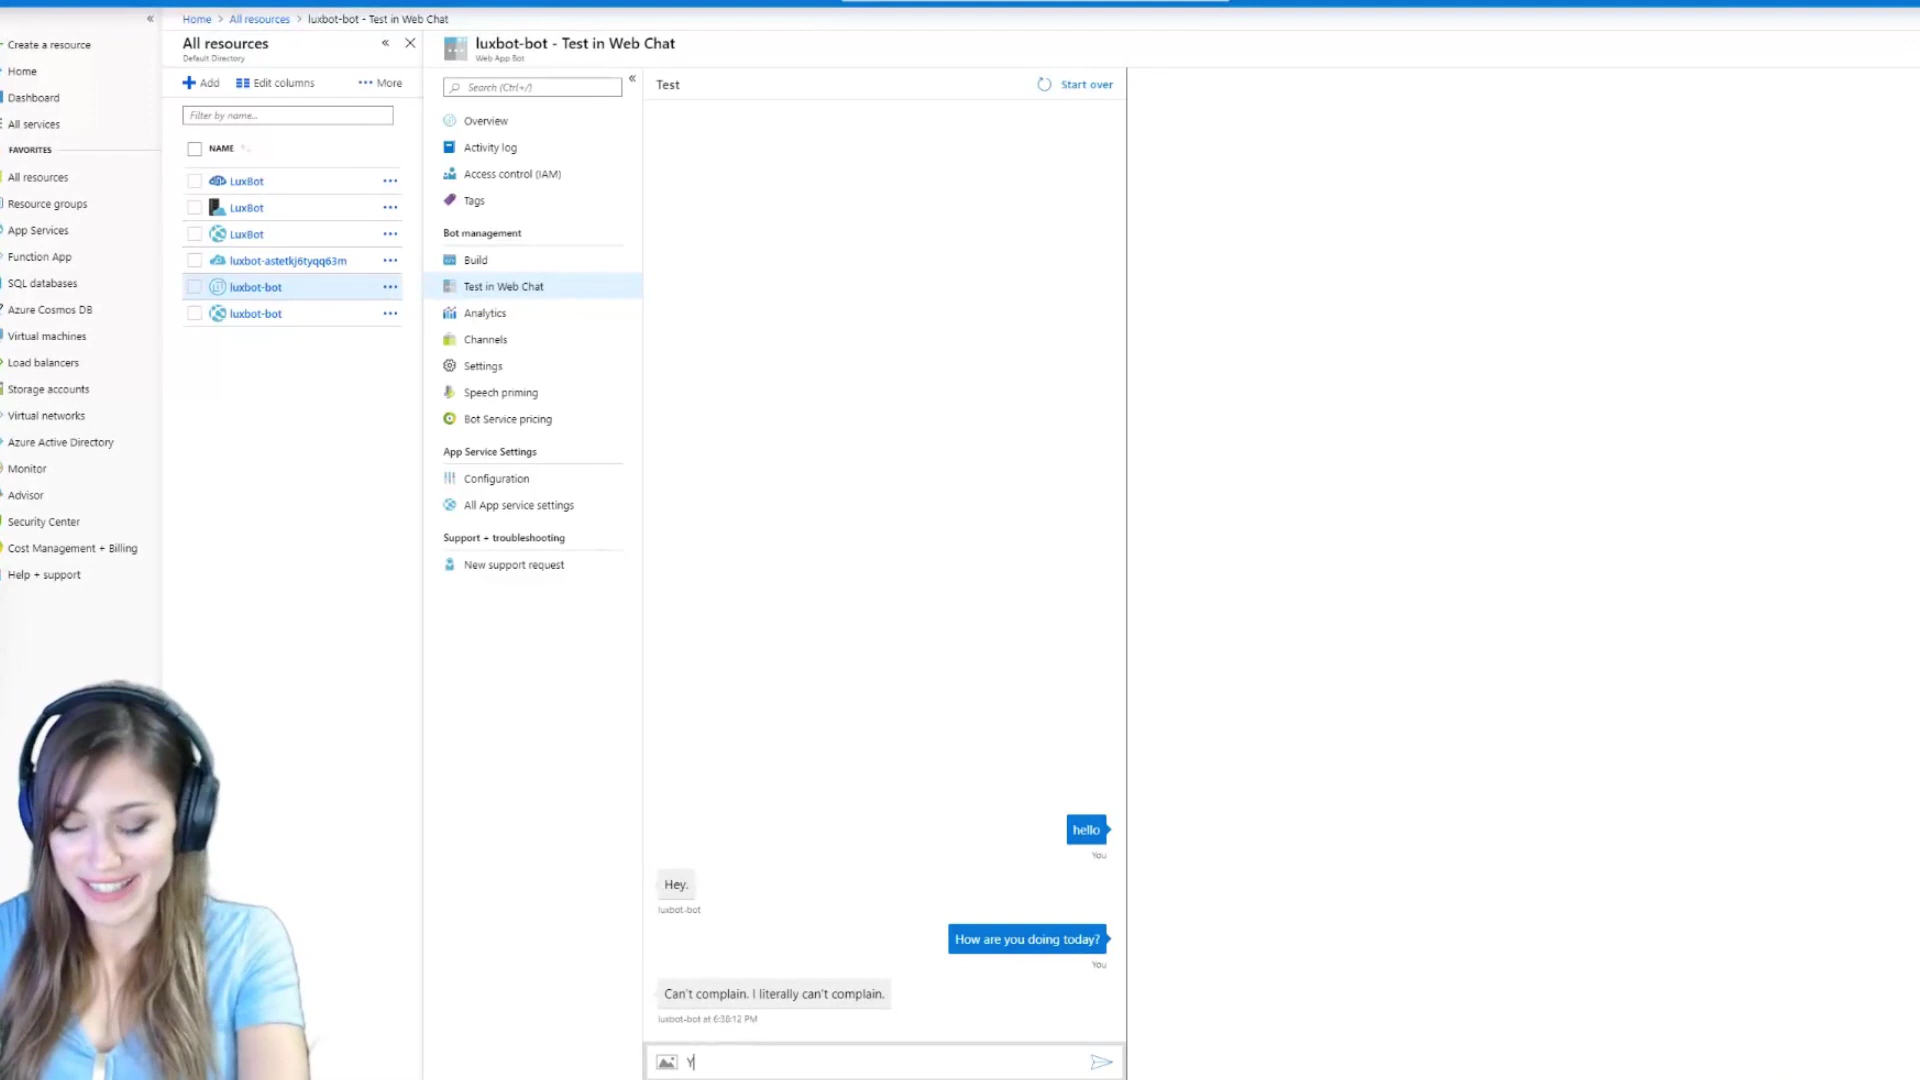 Home > All resources > luxbot-bot - Test in Web Chat
Create a resource
Home
Dashboard
All services
FAVORITES
All resources
Resource groups
App Services
Function App
SQL databases
Azure Cosmos DB
Virtual machines
Load balancers
Storage accounts
Virtual networks
Azure Active Directory
Monitor
Advisor
Security Center
Cost Management + Billing
Help + support
All resources
Default Directory
Add Edit columns More
Filter by name...
NAME
LuxBot
LuxBot
LuxBot
luxbot-astetkj6tyqq63m
luxbot-bot
luxbot-bot
luxbot-bot - Test in Web Chat
Web App Bot
Search (Ctrl+/)
Overview
Activity log
Access control (IAM)
Tags
Bot management
Build
Test in Web Chat
Analytics
Channels
Settings
Speech priming
Bot Service pricing
App Service Settings
Configuration
All App service settings
Support + troubleshooting
New support request
Test Start over
hello
You
Hey.
luxbot-bot
How are you doing today?
You
Can't complain. I literally can't complain.
luxbot-bot at 6:38:12 PM
Y